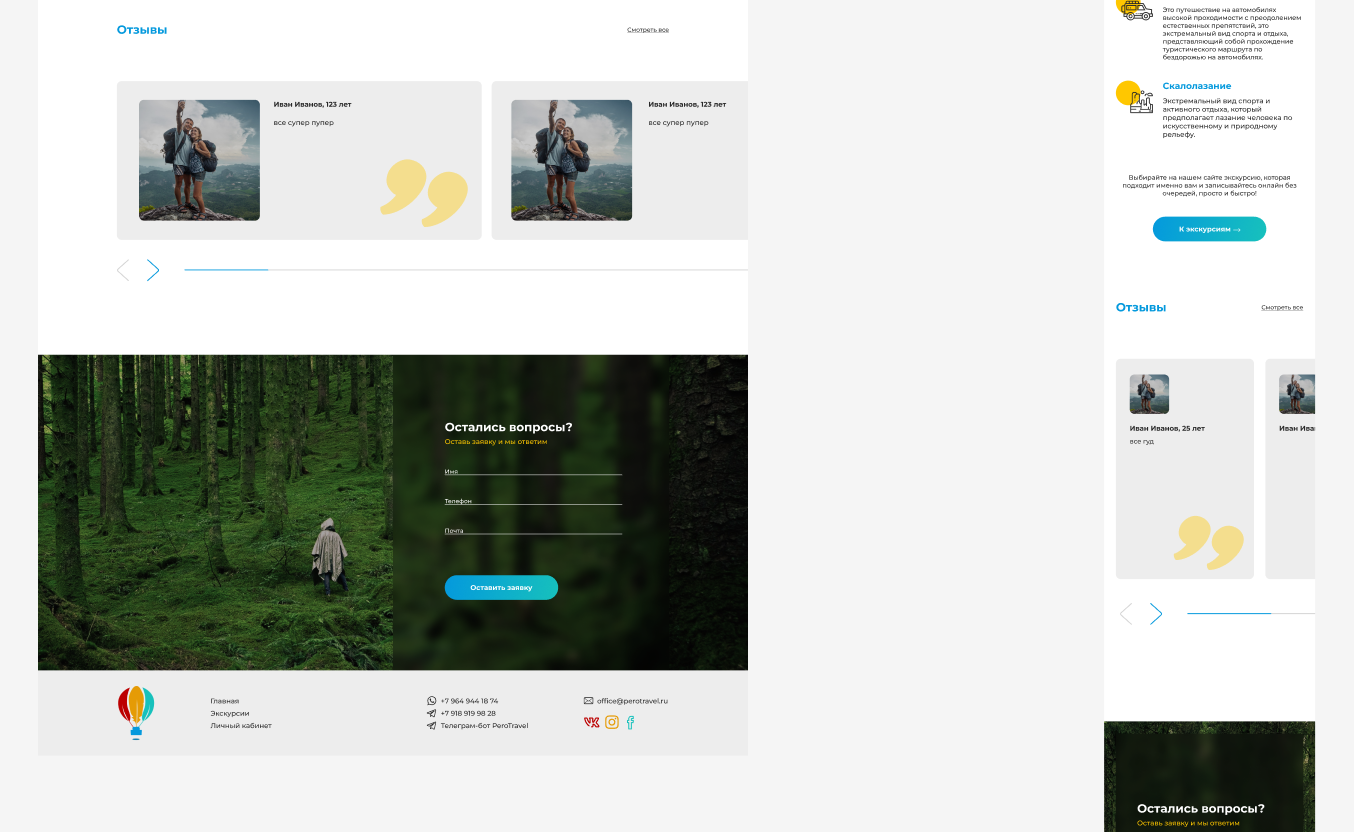 Отзывы
Смотреть все
Иван Иванов, 123 лет
все супер пупер
Иван Иванов, 123 лет
все супер пупер
Остались вопросы?
Оставь заявку и мы ответим
Имя
Телефон
Почта
Оставить заявку
Главная
Экскурсии
Личный кабинет
+7 964 944 18 74
+7 918 919 98 28
Телеграм-бот PeroTravel
office@perotravel.ru
Это путешествие на автомобилях
высокой проходимости с преодолением
естественных препятствий, это
экстремальный вид спорта и отдыха,
представляющий собой прохождение
туристического маршрута по
бездорожью на автомобилях.
Скалолазание
Экстремальный вид спорта и
активного отдыха, который
предполагает лазание человека по
искусственному и природному
рельефу.
Выбирайте на нашем сайте экскурсию, которая
подходит именно вам и записывайтесь онлайн без
очередей, просто и быстро!
К экскурсиям →
Отзывы
Смотреть все
Иван Иванов, 25 лет
все гуд
Иван Ива
Остались вопросы?
Оставь заявку и мы ответим